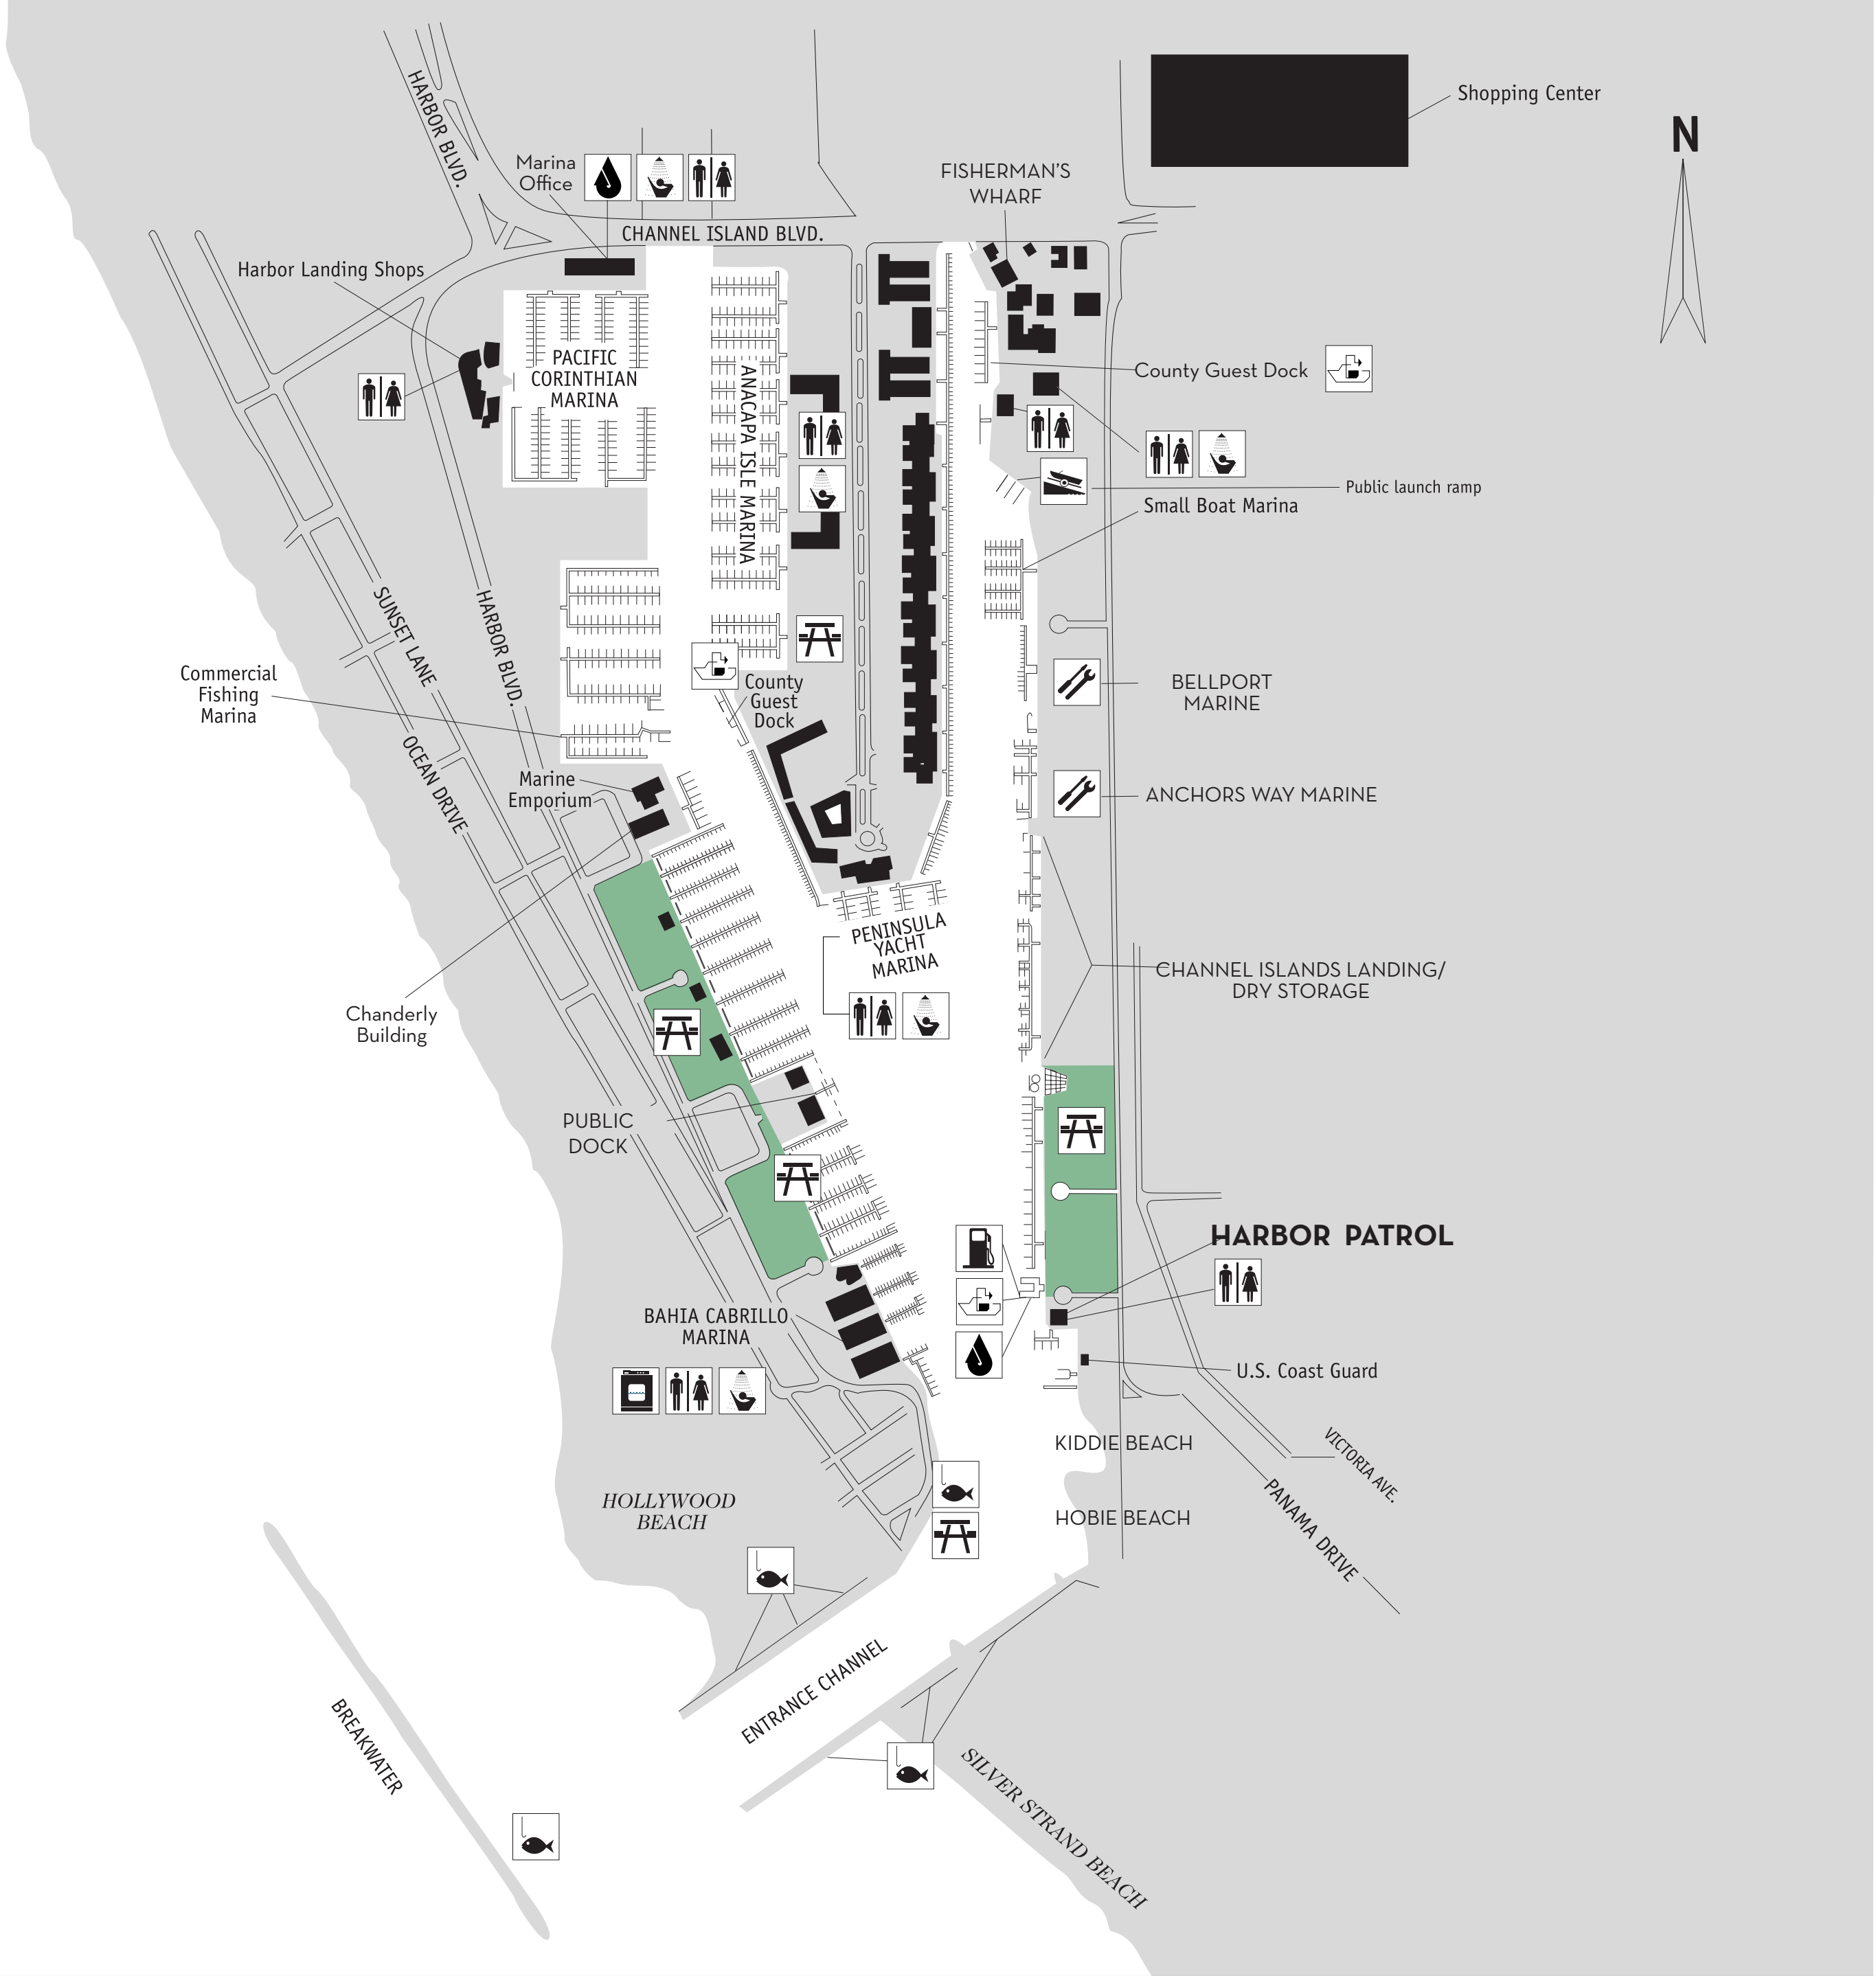 Shopping Center
N
HARBOR BLVD.
Marina
Office
FISHERMAN'S
WHARF
CHANNEL ISLAND BLVD.
Harbor Landing Shops
PACIFIC
CORINTHIAN
MARINA
ANACAPA ISLE MARINA
County Guest Dock
Public launch ramp
Small Boat Marina
SUNSET LANE
HARBOR BLVD.
Commercial
Fishing
Marina
County
Guest
Dock
BELLPORT
MARINE
OCEAN DRIVE
Marine
Emporium
ANCHORS WAY MARINE
PENINSULA
YACHT
MARINA
CHANNEL ISLANDS LANDING/
DRY STORAGE
Chanderly
Building
PUBLIC
DOCK
HARBOR PATROL
BAHIA CABRILLO
MARINA
U.S. Coast Guard
KIDDIE BEACH
VICTORIA AVE.
HOLLYWOOD
BEACH
HOBIE BEACH
PANAMA DRIVE
ENTRANCE CHANNEL
BREAKWATER
SILVER STRAND BEACH